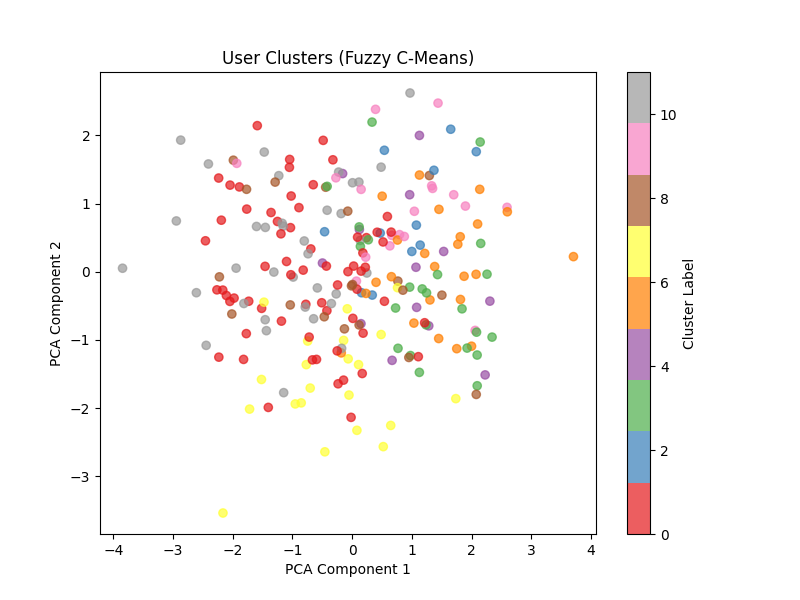 User Clusters (Fuzzy C-Means)
2
1
0
−1
−2
−3
PCA Component 2
−4 −3 −2 −1 0 1 2 3 4
PCA Component 1
10
8
6
4
2
0
Cluster Label